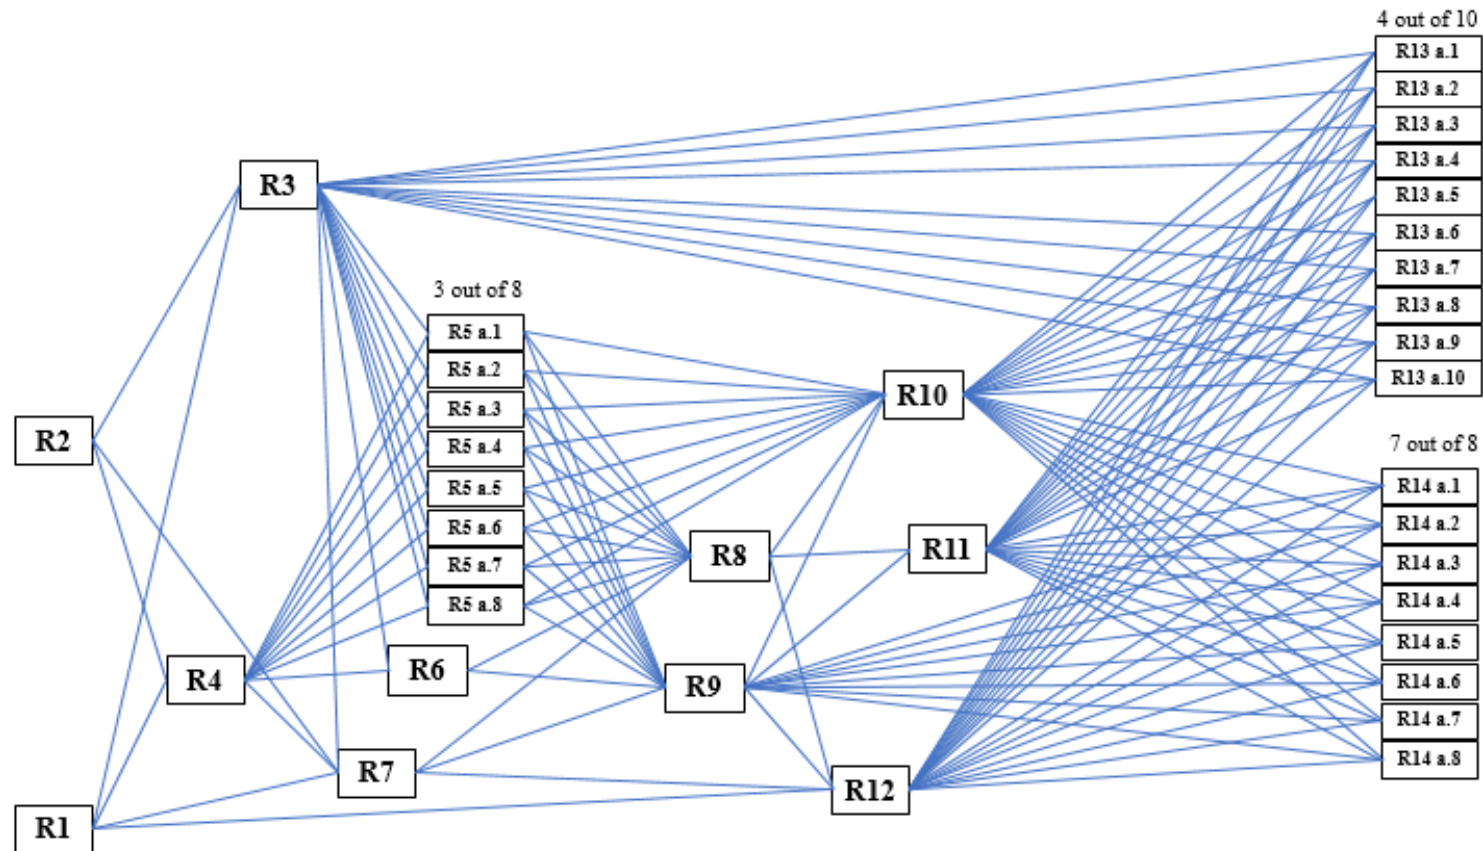 4 out of 10
R13 a.1
R13 a.2
R13 a.3
R13 a.4
R13 a.5
R13 a.6
R13 a.7
R13 a.8
R13 a.9
R13 a.10
R3
3 out of 8
R5 a.1
R5 a.2
R5 a.3
R5 a.4
R5 a.5
R5 a.6
R5 a.7
R5 a.8
R10
R2
7 out of 8
R14 a.1
R14 a.2
R14 a.3
R14 a.4
R14 a.5
R14 a.6
R14 a.7
R14 a.8
R8
R11
R4
R6
R9
R7
R12
R1